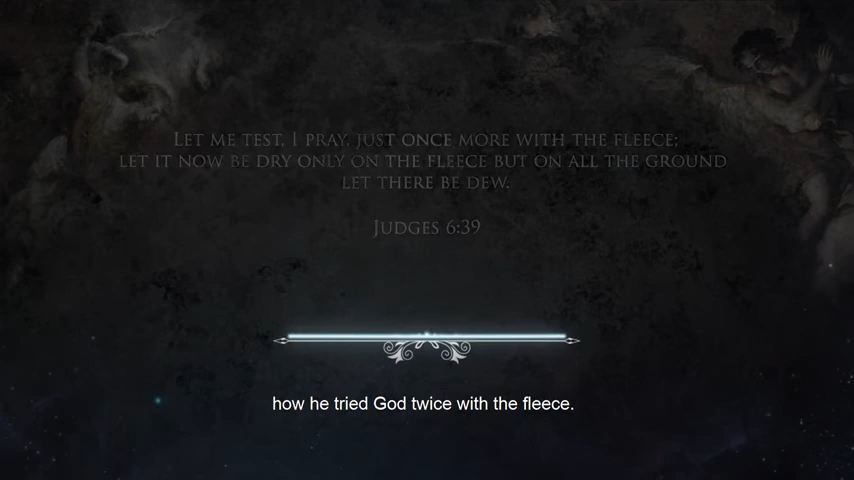 Let me test, I pray, just once more with the fleece;
let it now be dry only on the fleece but on all the ground
let there be dew.
Judges 6:39
how he tried God twice with the fleece.